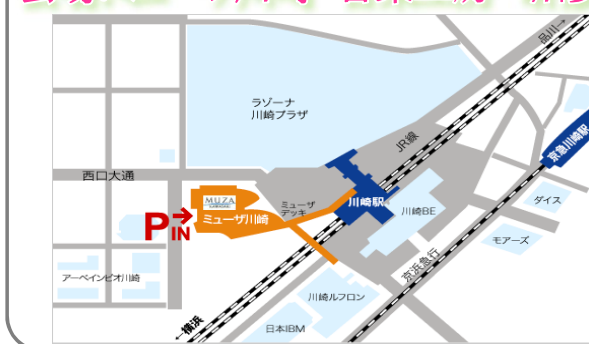 品川→
ラゾーナ
川崎プラザ
JR線
京急川崎駅
西口大通
MUZA
ミューザ川崎
ミューザ
デッキ
川崎駅
川崎BE
ダイス
P IN
モアーズ
京浜急行
アーベインビオ川崎
川崎ルフロン
←横浜
日本IBM